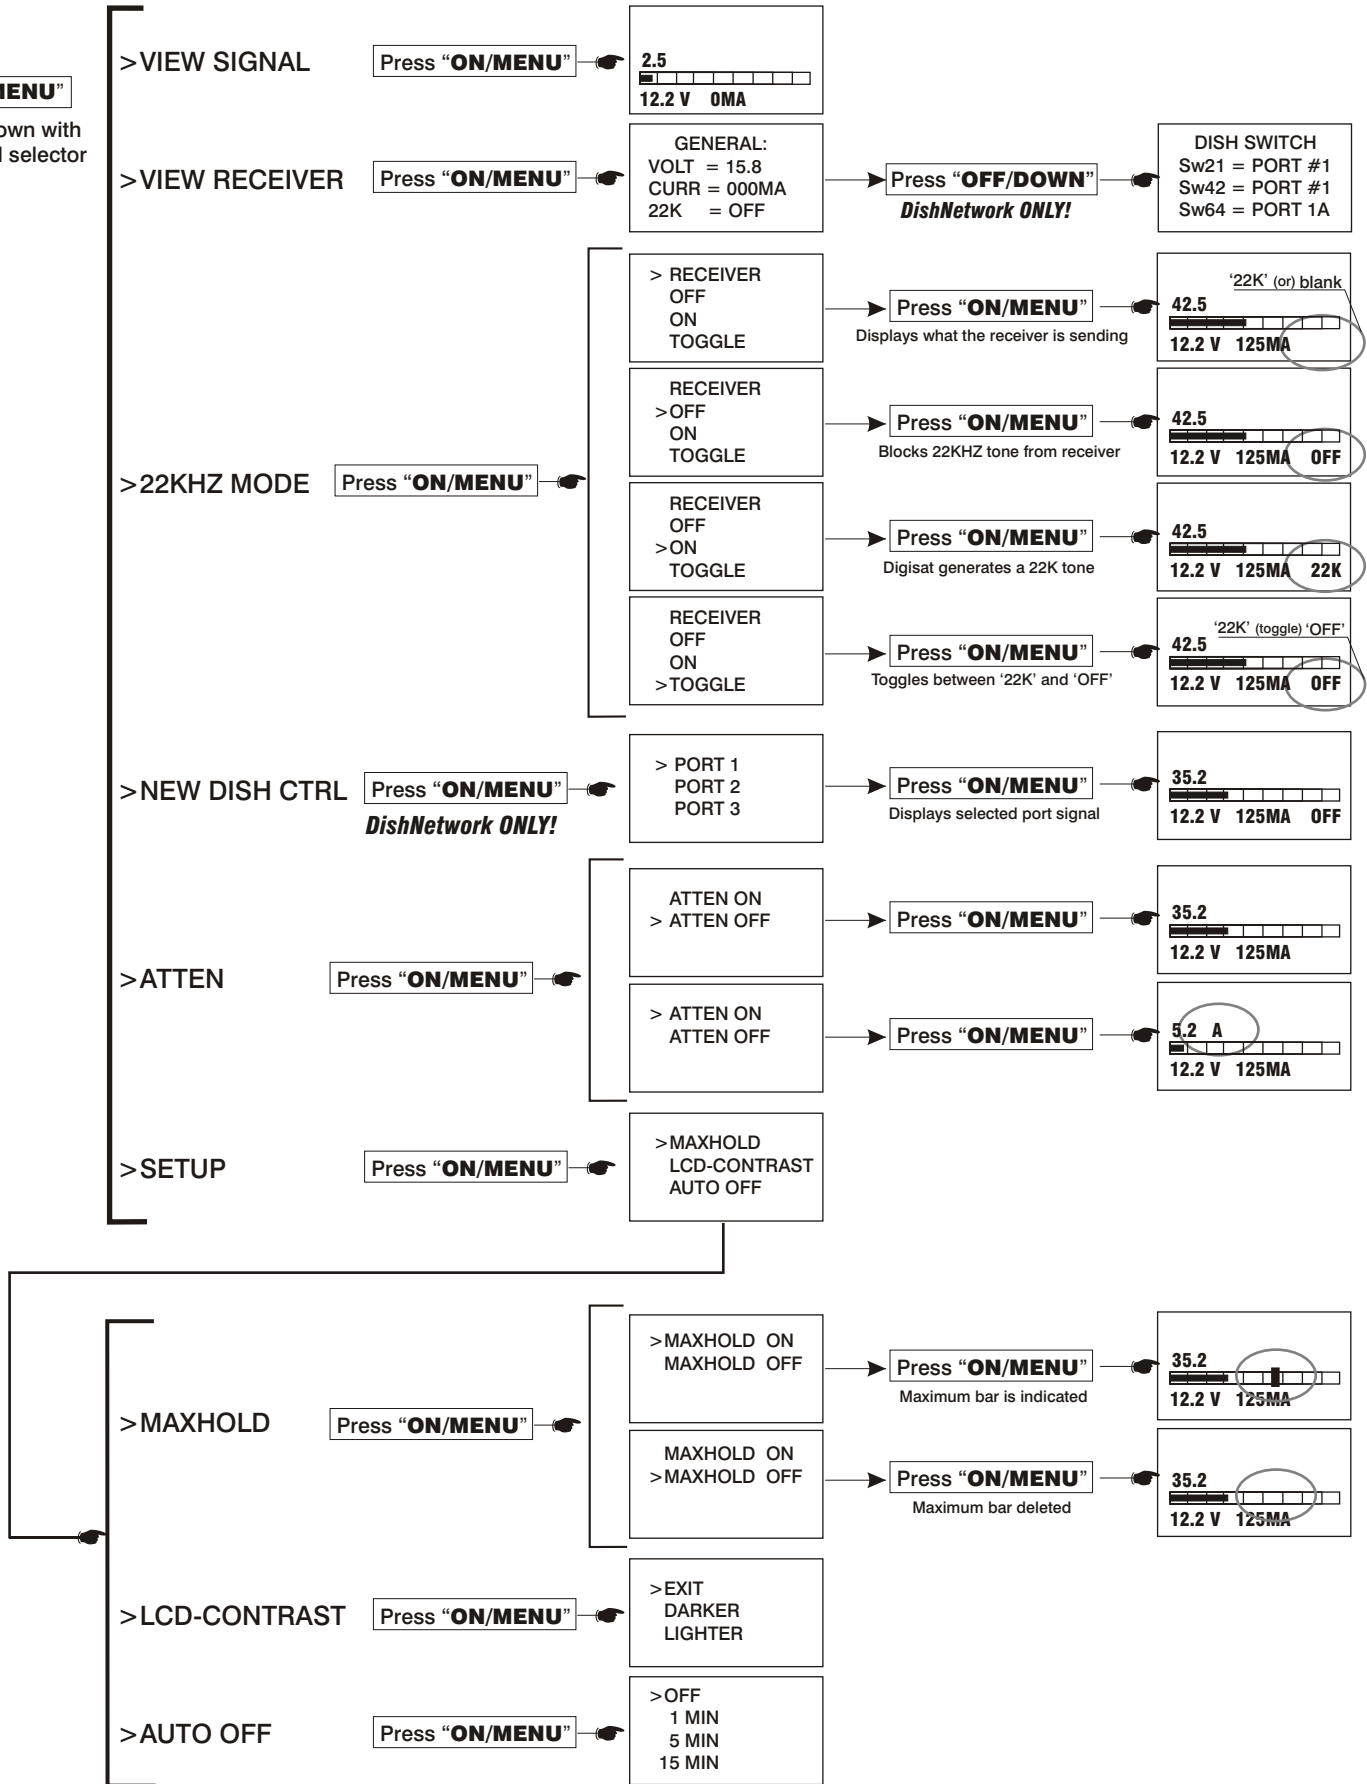 >VIEW SIGNAL
Press “ON/MENU”
2.5
12.2 V 0MA
MENU”
own with
selector
>VIEW RECEIVER
Press “ON/MENU”
GENERAL:
VOLT = 15.8
CURR = 000MA
22K = OFF
Press “OFF/DOWN”
DishNetwork ONLY!
DISH SWITCH
Sw21 = PORT #1
Sw42 = PORT #1
Sw64 = PORT 1A
>22KHZ MODE
Press “ON/MENU”
> RECEIVER
OFF
ON
TOGGLE
Press “ON/MENU”
Displays what the receiver is sending
‘22K’ (or) blank
42.5
12.2 V 125MA
RECEIVER
>OFF
ON
TOGGLE
Press “ON/MENU”
Blocks 22KHZ tone from receiver
42.5
12.2 V 125MA OFF
RECEIVER
OFF
>ON
TOGGLE
Press “ON/MENU”
Digisat generates a 22K tone
42.5
12.2 V 125MA 22K
RECEIVER
OFF
ON
>TOGGLE
Press “ON/MENU”
Toggles between ‘22K’ and ‘OFF’
‘22K’ (toggle) ‘OFF’
42.5
12.2 V 125MA OFF
>NEW DISH CTRL
Press “ON/MENU”
DishNetwork ONLY!
> PORT 1
PORT 2
PORT 3
Press “ON/MENU”
Displays selected port signal
35.2
12.2 V 125MA OFF
>ATTEN
Press “ON/MENU”
ATTEN ON
> ATTEN OFF
Press “ON/MENU”
35.2
12.2 V 125MA
> ATTEN ON
ATTEN OFF
Press “ON/MENU”
5.2 A
12.2 V 125MA
>SETUP
Press “ON/MENU”
>MAXHOLD
LCD-CONTRAST
AUTO OFF
>MAXHOLD
Press “ON/MENU”
>MAXHOLD ON
MAXHOLD OFF
Press “ON/MENU”
Maximum bar is indicated
35.2
12.2 V 125MA
MAXHOLD ON
>MAXHOLD OFF
Press “ON/MENU”
Maximum bar deleted
35.2
12.2 V 125MA
>LCD-CONTRAST
Press “ON/MENU”
>EXIT
DARKER
LIGHTER
>AUTO OFF
Press “ON/MENU”
>OFF
1 MIN
5 MIN
15 MIN